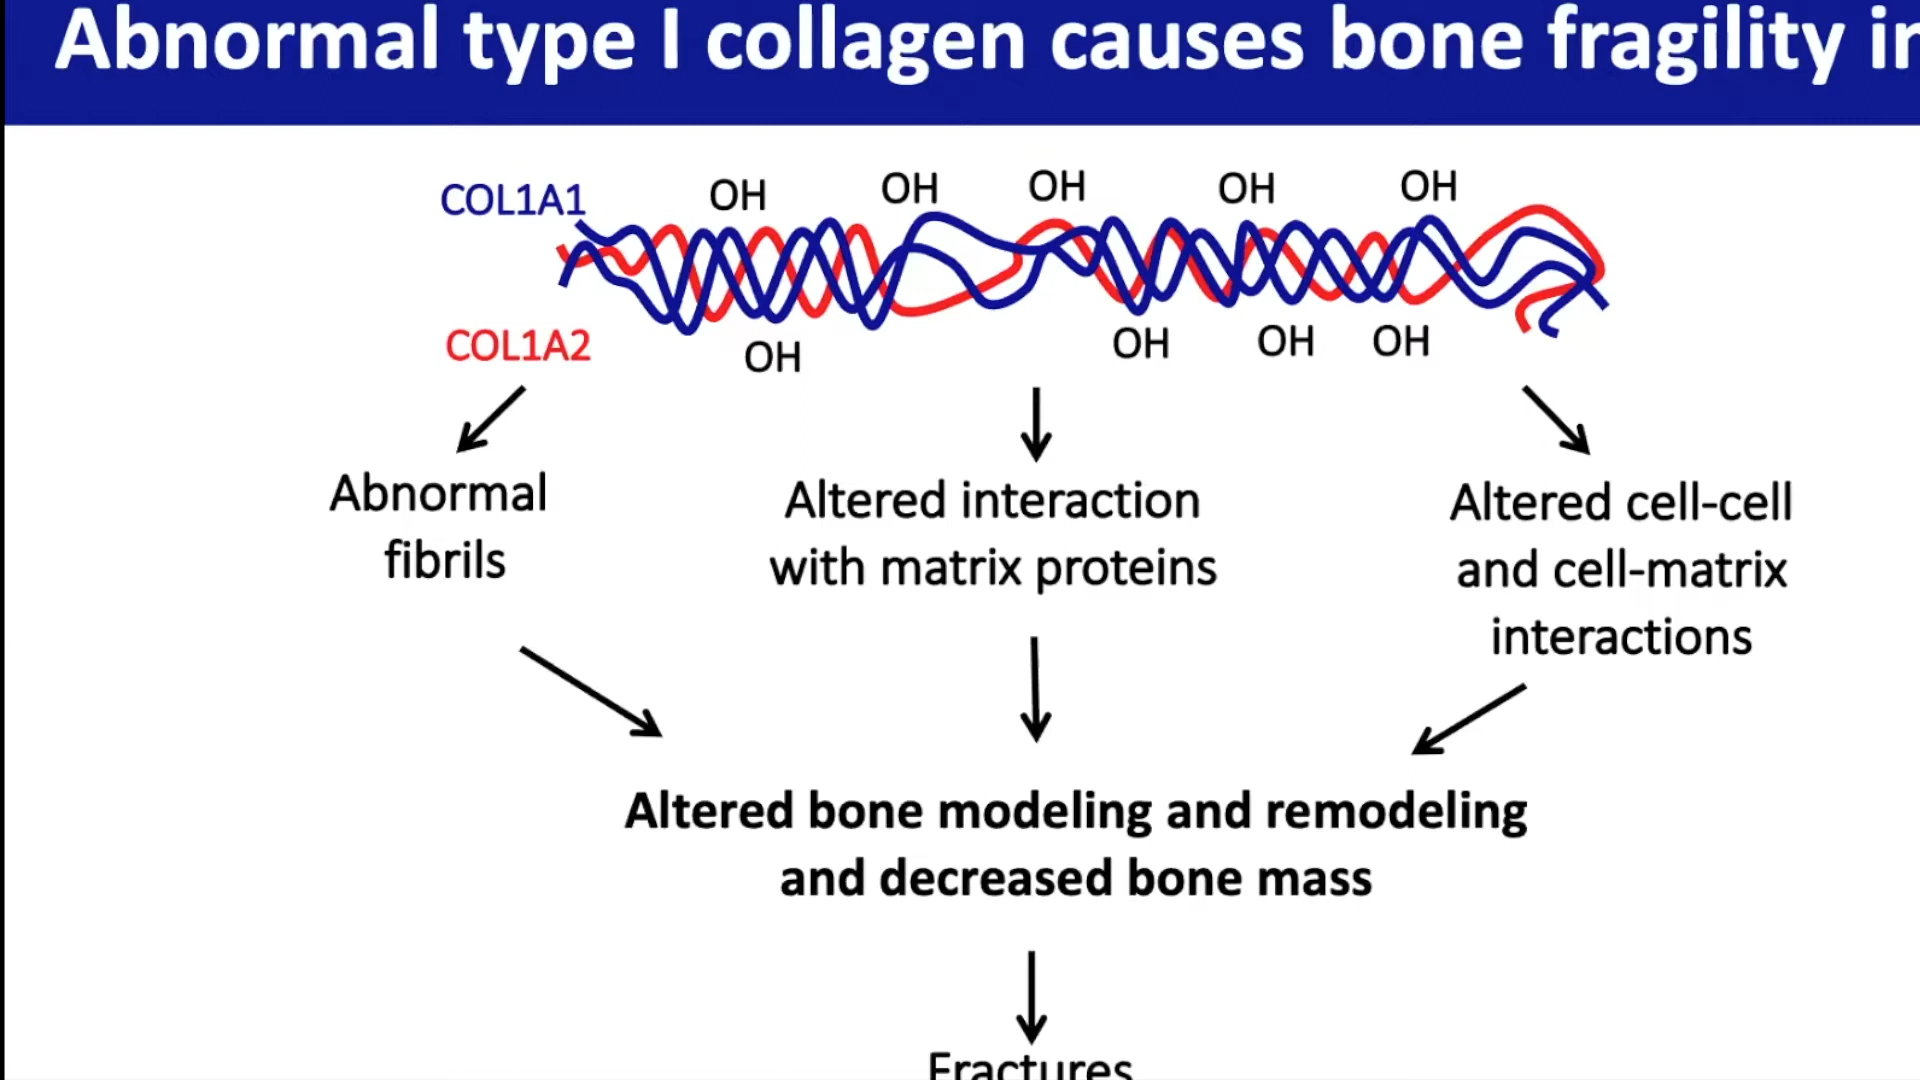 Abnormal type I collagen causes bone fragility in
COL1A1
OH OH OH OH OH
COL1A2
OH OH OH OH
Abnormal
fibrils
Altered interaction
with matrix proteins
Altered cell-cell
and cell-matrix
interactions
Altered bone modeling and remodeling
and decreased bone mass
Fractures